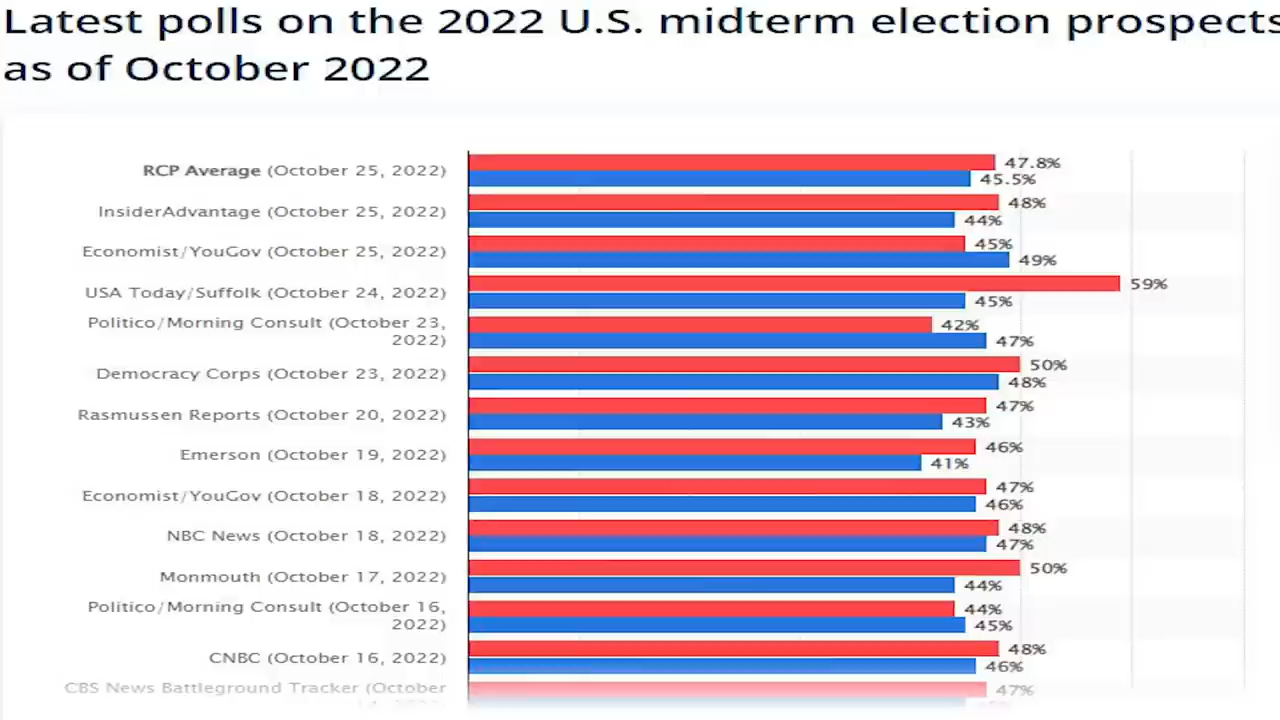 Latest polls on the 2022 U.S. midterm election prospects
as of October 2022
RCP Average (October 25, 2022)
47.8%
45.5%
InsiderAdvantage (October 25, 2022)
48%
44%
Economist/YouGov (October 25, 2022)
45%
49%
USA Today/Suffolk (October 24, 2022)
59%
45%
Politico/Morning Consult (October 23,
2022)
42%
47%
Democracy Corps (October 23, 2022)
50%
48%
Rasmussen Reports (October 20, 2022)
47%
43%
Emerson (October 19, 2022)
46%
41%
Economist/YouGov (October 18, 2022)
47%
46%
NBC News (October 18, 2022)
48%
47%
Monmouth (October 17, 2022)
50%
44%
Politico/Morning Consult (October 16,
2022)
44%
45%
CNBC (October 16, 2022)
48%
46%
CBS News Battleground Tracker (October
47%